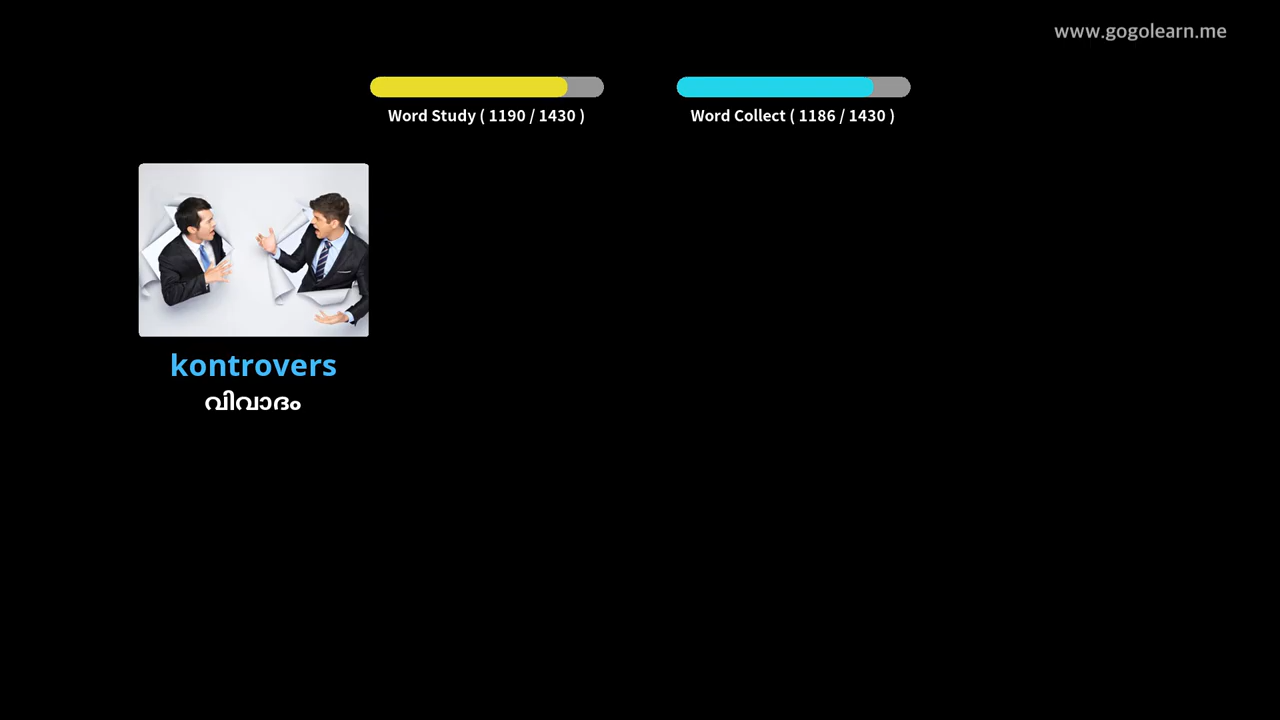 www.gogolearn.me
Word Study ( 1190 / 1430 )
Word Collect ( 1186 / 1430 )
kontrovers
വിവാദം